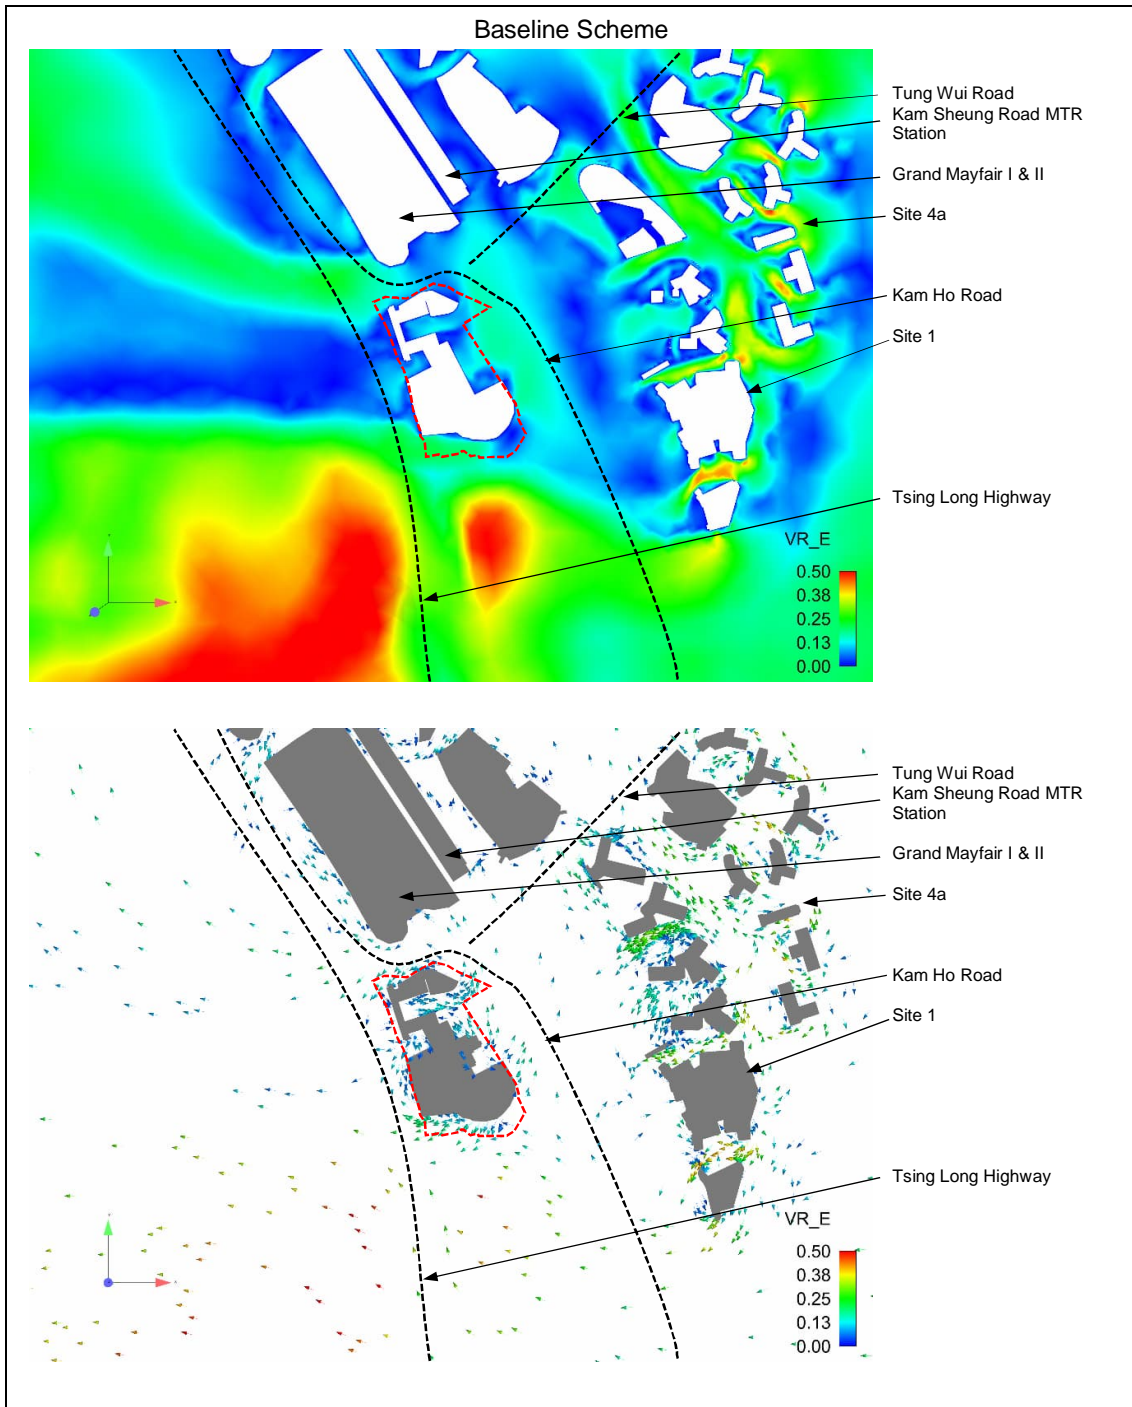 Baseline Scheme
Tung Wui Road
Kam Sheung Road MTR
Station
Grand Mayfair I & II
Site 4a
Kam Ho Road
Site 1
Tsing Long Highway
VR_E
0.50
0.38
0.25
0.13
0.00
Tung Wui Road
Kam Sheung Road MTR
Station
Grand Mayfair I & II
Site 4a
Kam Ho Road
Site 1
Tsing Long Highway
VR_E
0.50
0.38
0.25
0.13
0.00